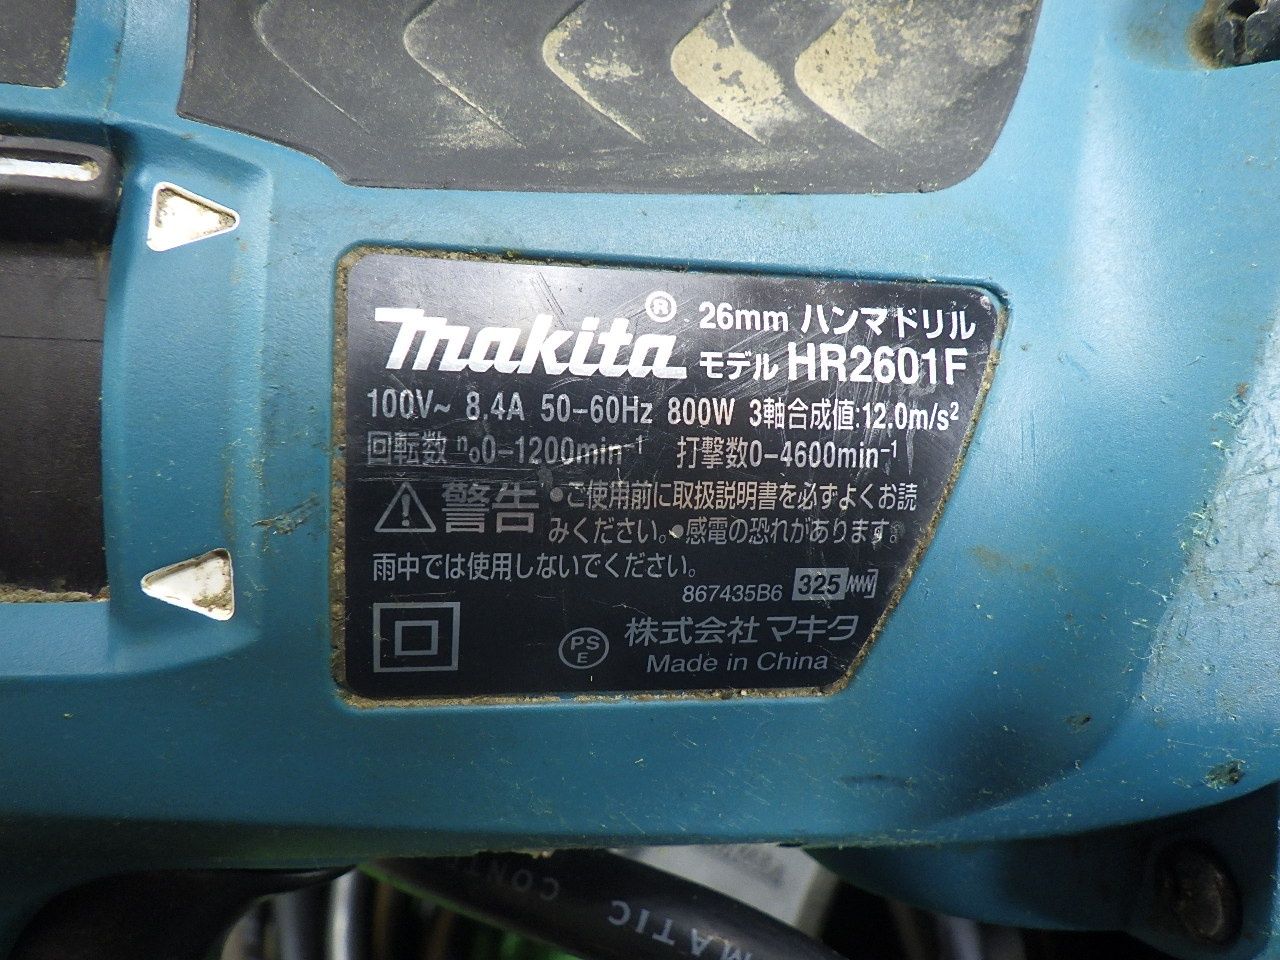 makita® 26mm ハンマドリル
モデル HR2601F
100V~ 8.4A 50-60Hz 800W 3軸合成値:12.0m/s²
回転数 n₀0-1200min⁻¹ 打撃数0-4600min⁻¹
⚠警告 •ご使用前に取扱説明書を必ずよくお読
みください。•感電の恐れがあります。
雨中では使用しないでください。
867435B6 325
PS
E
株式会社マキタ
Made in China
MATIC CONT